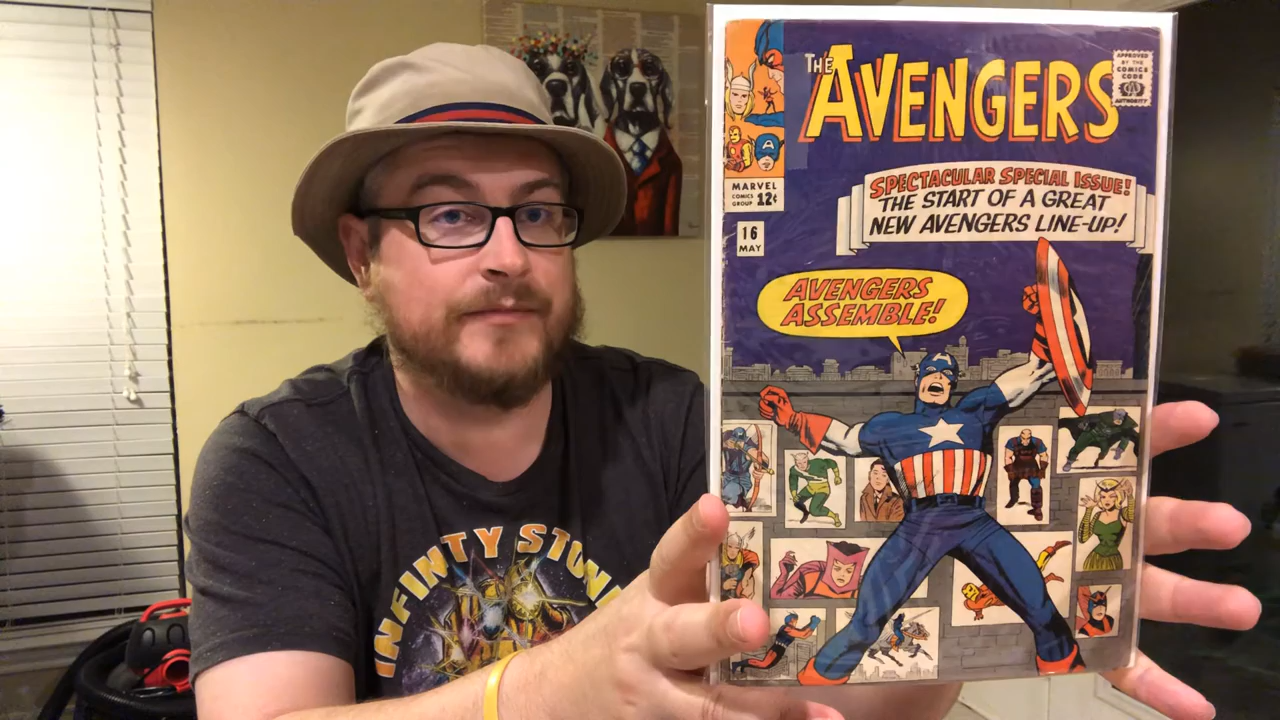 THE AVENGERS
APPROVED
BY THE
COMICS
CODE
AUTHORITY
MARVEL
COMICS
GROUP
12¢
16
MAY
SPECTACULAR SPECIAL ISSUE!
THE START OF A GREAT
NEW AVENGERS LINE-UP!
AVENGERS
ASSEMBLE!
A
INFINITY STON